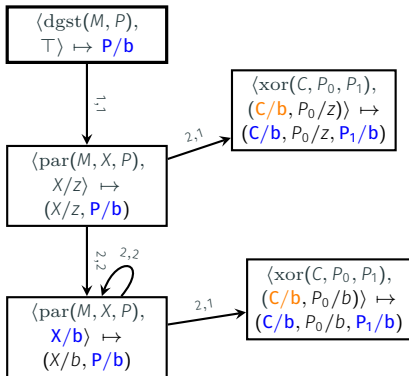 ⟨dgst(M, P),
⊤⟩ ↦ P/b
1,1
⟨xor(C, P₀, P₁),
(C/b, P₀/z)⟩ ↦
(C/b, P₀/z, P₁/b)
2,1
⟨par(M, X, P),
X/z⟩ ↦
(X/z, P/b)
2,2
2,2
⟨xor(C, P₀, P₁),
(C/b, P₀/b)⟩ ↦
(C/b, P₀/b, P₁/b)
2,1
⟨par(M, X, P),
X/b⟩ ↦
(X/b, P/b)